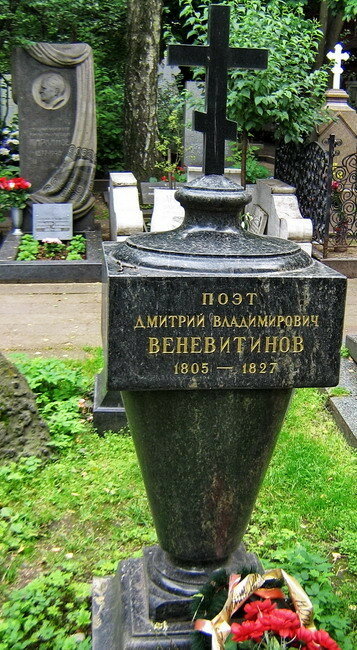 ПОЭТ
ДМИТРИЙ ВЛАДИМИРОВИЧ
ВЕНЕВИТИНОВ
1805 — 1827